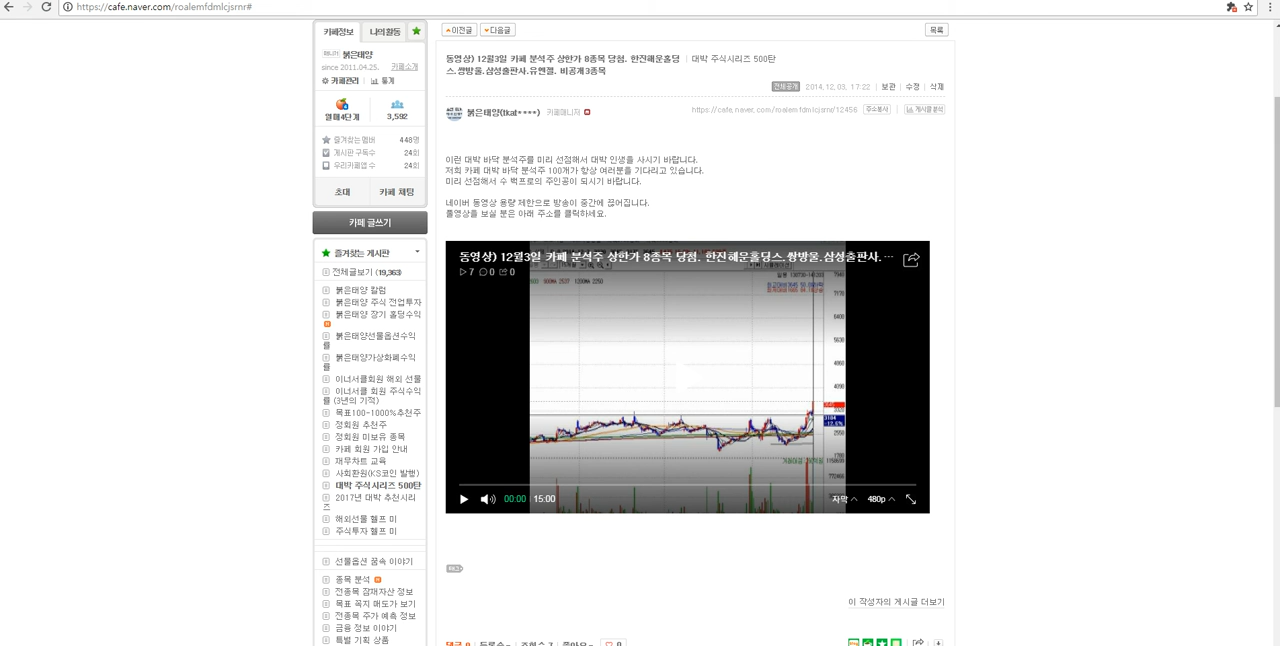 https://cafe.naver.com/roalemfdmlcjsrnr#
카페정보
나의활동
매니저 붉은태양
since 2011.04.25.
카페소개
카페관리
통계
열매4단계
3,592
즐겨찾는멤버 448명
게시판 구독수 24회
우리카페앱 수 24회
초대
카페 채팅
카페 글쓰기
즐겨찾는 게시판
전체글보기 (19,363)
붉은태양 칼럼
붉은태양 주식 전업투자
붉은태양 장기 홀딩수익
붉은태양선물옵션수익
률
붉은태양가상화폐수익
률
이너서클회원 해외 선물
이너서클 회원 주식수익
률 (3년의 기적)
목표100-1000%추천주
정회원 추천주
정회원 미보유 종목
카페 회원 가입 안내
재무차트 교육
사회환원(KS코인 발행)
대박 주식시리즈 500탄
2017년 대박 추천시리
즈
해외선물 헬프 미
주식투자 헬프 미
선물옵션 꿈속 이야기
종목 분석
전종목 잠재자산 정보
목표 꼭지 매도가 보기
전종목 주가 예측 정보
금융 정보 이야기
특별 기획 상품
이전글
다음글
목록
동영상) 12월3일 카페 분석주 상한가 8종목 당첨. 한진해운홀딩
스.쌍방울.삼성출판사.유엔젤. 비공개3종목
대박 주식시리즈 500탄
전체공개 2014.12.03. 17:22
보관
수정
삭제
붉은태양(tkat****)
카페매니저
https://cafe.naver.com/roalemfdmlcjsrnr/12456
주소복사
게시글 분석
이런 대박 바닥 분석주를 미리 선점해서 대박 인생을 사시기 바랍니다.
저희 카페 대박 바닥 분석주 100개가 항상 여러분을 기다리고 있습니다.
미리 선점해서 수 백프로의 주인공이 되시기 바랍니다.
네이버 동영상 용량 제한으로 방송이 중간에 끊어집니다.
풀영상을 보실 분은 아래 주소를 클릭하세요.
동영상) 12월3일 카페 분석주 상한가 8종목 당첨. 한진해운홀딩스.쌍방울.삼성출판사. ···
7
0
0
7170
6400
5630
4860
4090
2550
1780
1158693
772462
00:00
15:00
자막
480p
태그
이 작성자의 게시글 더보기
댓글 0
등록순
조회수 7
좋아요
0